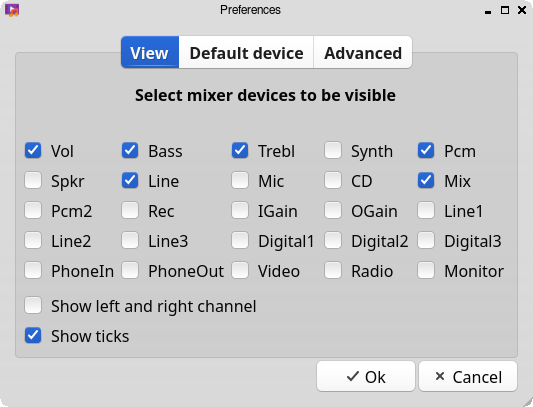 Preferences
View Default device Advanced
Select mixer devices to be visible
Vol Bass Trebl Synth Pcm
Spkr Line Mic CD Mix
Pcm2 Rec IGain OGain Line1
Line2 Line3 Digital1 Digital2 Digital3
PhoneIn PhoneOut Video Radio Monitor
Show left and right channel
Show ticks
Ok Cancel